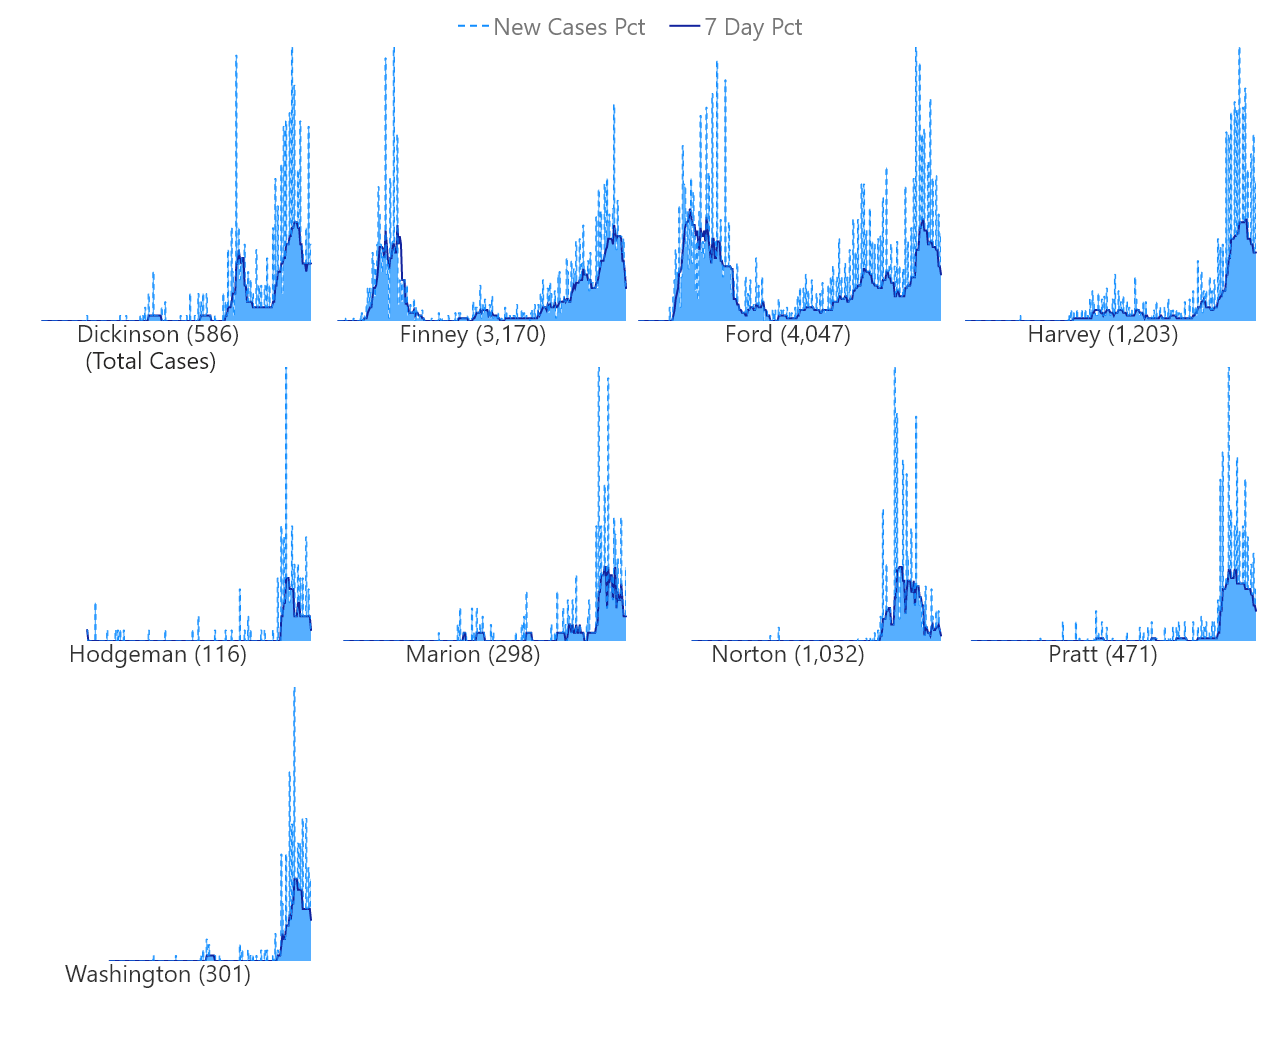 New Cases Pct 7 Day Pct
Dickinson (586) Finney (3,170) Ford (4,047) Harvey (1,203)
(Total Cases)
Hodgeman (116) Marion (298) Norton (1,032) Pratt (471)
Washington (301)